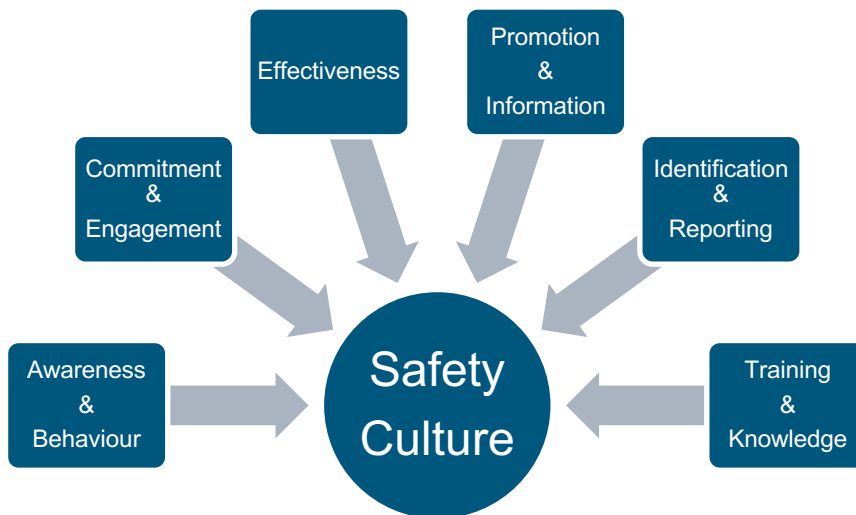 Effectiveness
Promotion
&
Information
Commitment
&
Engagement
Identification
&
Reporting
Awareness
&
Behaviour
Safety
Culture
Training
&
Knowledge